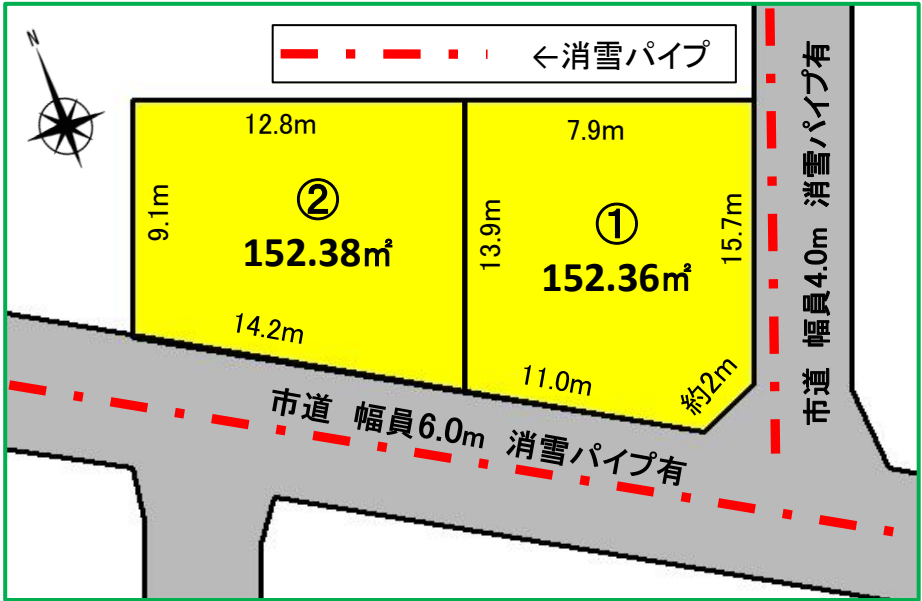 N
←消雪パイプ
12.8m
9.1m
②
152.38㎡
14.2m
7.9m
13.9m
①
152.36㎡
15.7m
11.0m
約2m
市道 幅員4.0m 消雪パイプ有
市道 幅員6.0m 消雪パイプ有